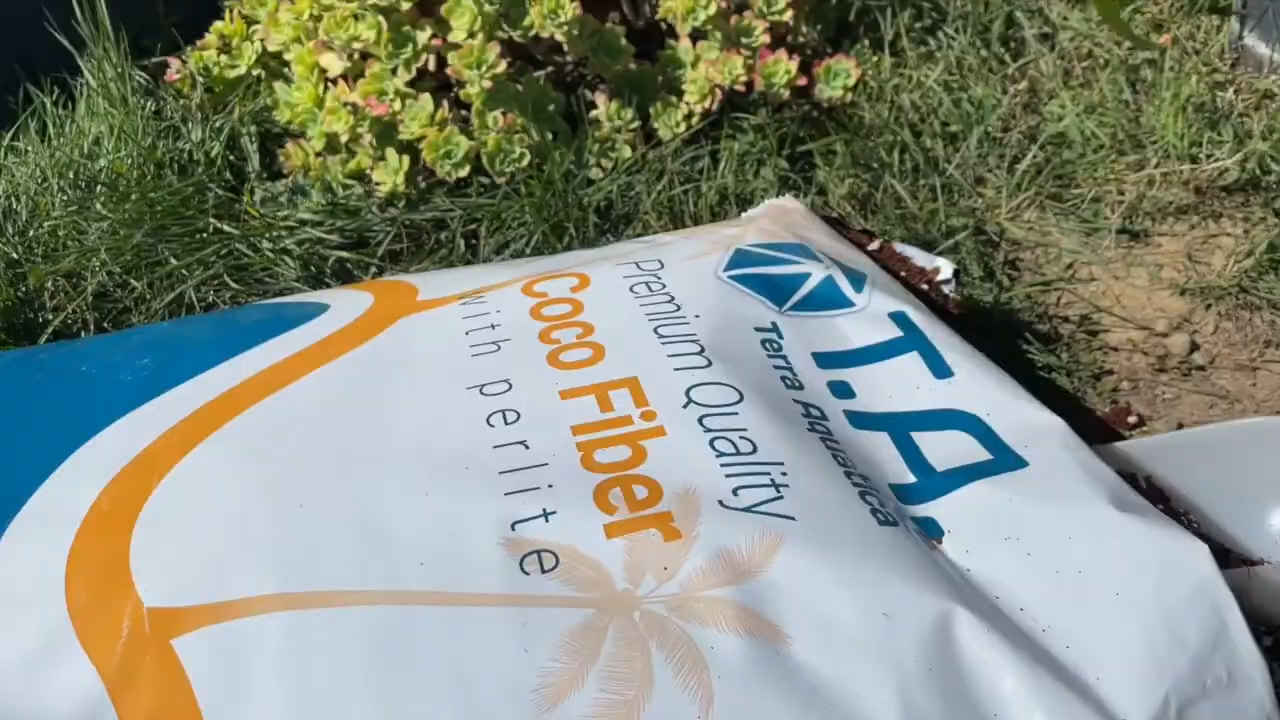 T.A.
Terra Aquatica
Premium Quality
Coco Fiber
with perlite